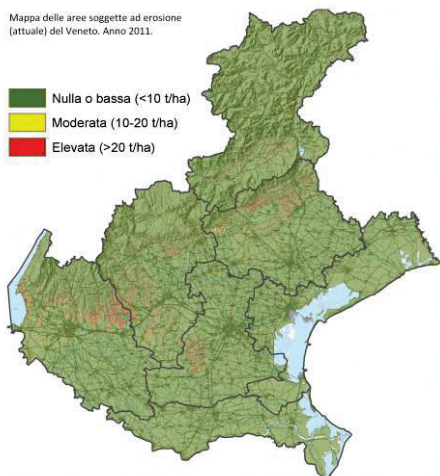 Mappa delle aree soggette ad erosione
(attuale) del Veneto. Anno 2011.
Nulla o bassa (<10 t/ha)
Moderata (10-20 t/ha)
Elevata (>20 t/ha)